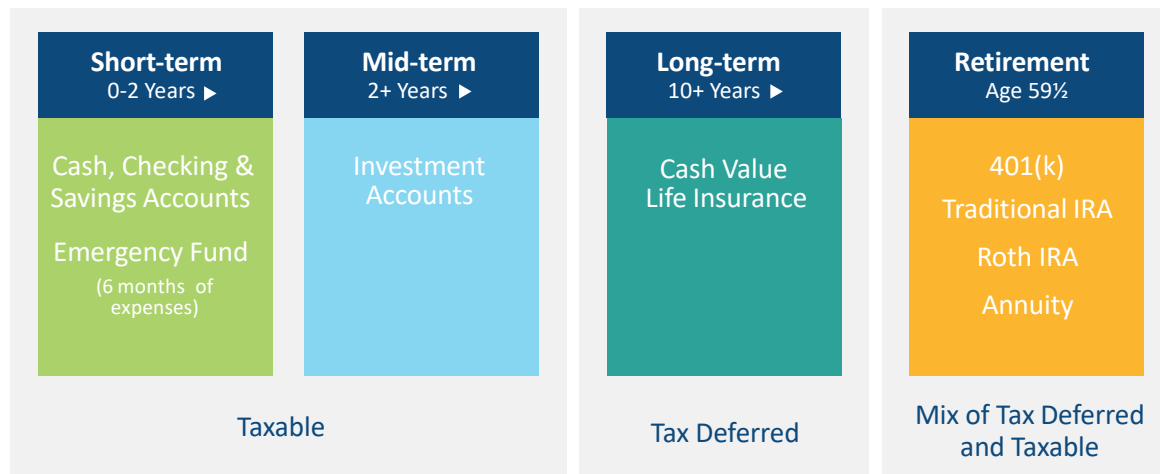 Short-term
0-2 Years ▶
Cash, Checking &
Savings Accounts
Emergency Fund
(6 months of
expenses)
Mid-term
2+ Years ▶
Investment
Accounts
Taxable
Long-term
10+ Years ▶
Cash Value
Life Insurance
Tax Deferred
Retirement
Age 59½
401(k)
Traditional IRA
Roth IRA
Annuity
Mix of Tax Deferred
and Taxable